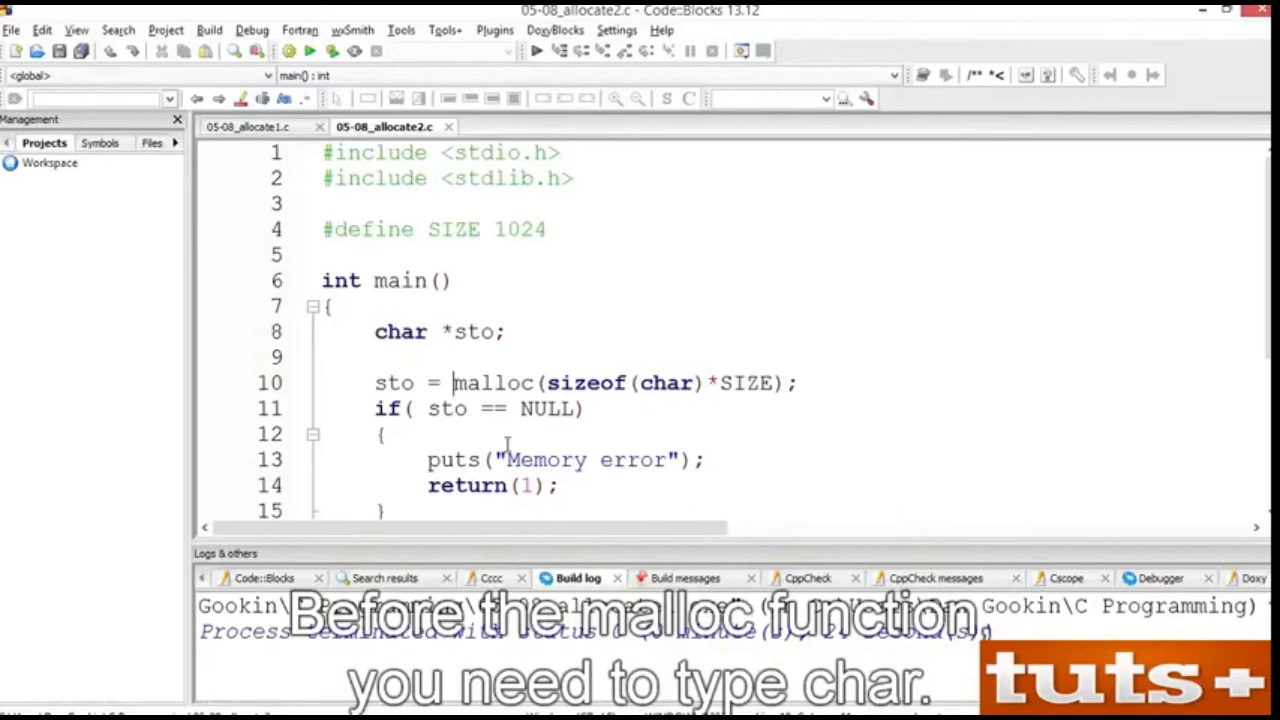 05-08_allocate2.c - Code::Blocks 13.12
File Edit View Search Project Build Debug Fortran wxSmith Tools Tools+ Plugins DoxyBlocks Settings Help
<global> main() : int
/** *<
S C
Management
05-08_allocate1.c 05-08_allocate2.c
Projects Symbols Files
Workspace
1 #include <stdio.h>
2 #include <stdlib.h>
3
4 #define SIZE 1024
5
6 int main()
7 {
8 char *sto;
9
10 sto = malloc(sizeof(char)*SIZE);
11 if( sto == NULL)
12 {
13 puts("Memory error");
14 return(1);
15 }
Logs & others
Code::Blocks Search results Cccc Build log Build messages CppCheck CppCheck messages Cscope Debugger Doxy
Gookin\C Programming)
Process terminated with status
Before the malloc function,
you need to type char.
tuts+